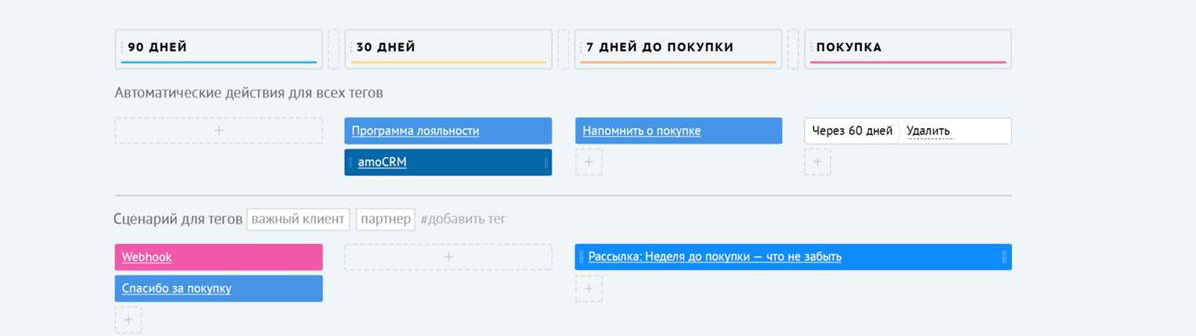 90 ДНЕЙ 30 ДНЕЙ 7 ДНЕЙ ДО ПОКУПКИ ПОКУПКА
Автоматические действия для всех тегов
+ Программа лояльности Напомнить о покупке Через 60 дней Удалить
amoCRM + +
Сценарий для тегов важный клиент партнер #добавить тег
Webhook + Рассылка: Неделя до покупки — что не забыть
Спасибо за покупку +
+